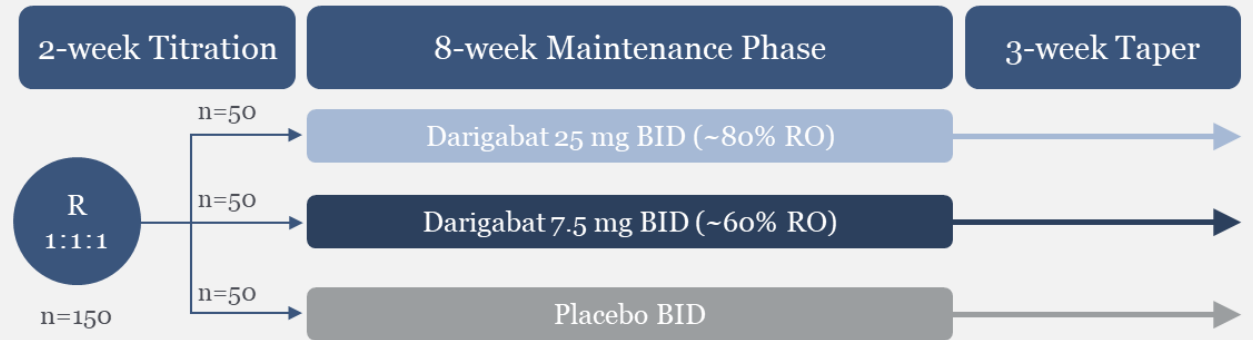 2-week Titration
8-week Maintenance Phase
3-week Taper
n=50
Darigabat 25 mg BID (~80% RO)
R
1:1:1
n=50
Darigabat 7.5 mg BID (~60% RO)
n=50
Placebo BID
n=150